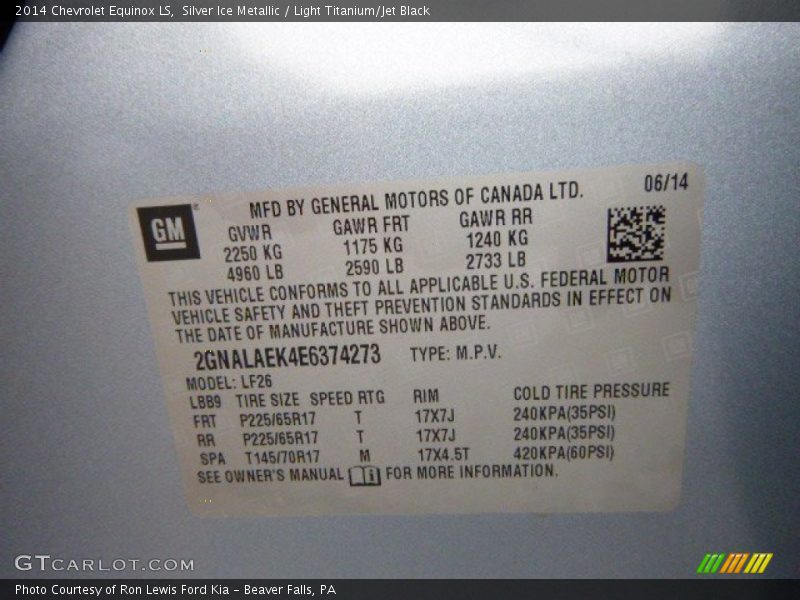 2014 Chevrolet Equinox LS,  Silver Ice Metallic / Light Titanium/Jet Black
06/14
GM
MFD BY GENERAL MOTORS OF CANADA LTD.
GVWR GAWR FRT GAWR RR
2250 KG 1175 KG 1240 KG
4960 LB 2590 LB 2733 LB
THIS VEHICLE CONFORMS TO ALL APPLICABLE U.S. FEDERAL MOTOR
VEHICLE SAFETY AND THEFT PREVENTION STANDARDS IN EFFECT ON
THE DATE OF MANUFACTURE SHOWN ABOVE.
2GNALAEK4E6374273 TYPE: M.P.V.
MODEL: LF26
LBB9 TIRE SIZE SPEED RTG RIM COLD TIRE PRESSURE
FRT P225/65R17 T 17X7J 240KPA(35PSI)
RR P225/65R17 T 17X7J 240KPA(35PSI)
SPA T145/70R17 M 17X4.5T 420KPA(60PSI)
SEE OWNER'S MANUAL i FOR MORE INFORMATION.
GTCARLOT.COM
Photo Courtesy of Ron Lewis Ford Kia – Beaver Falls, PA